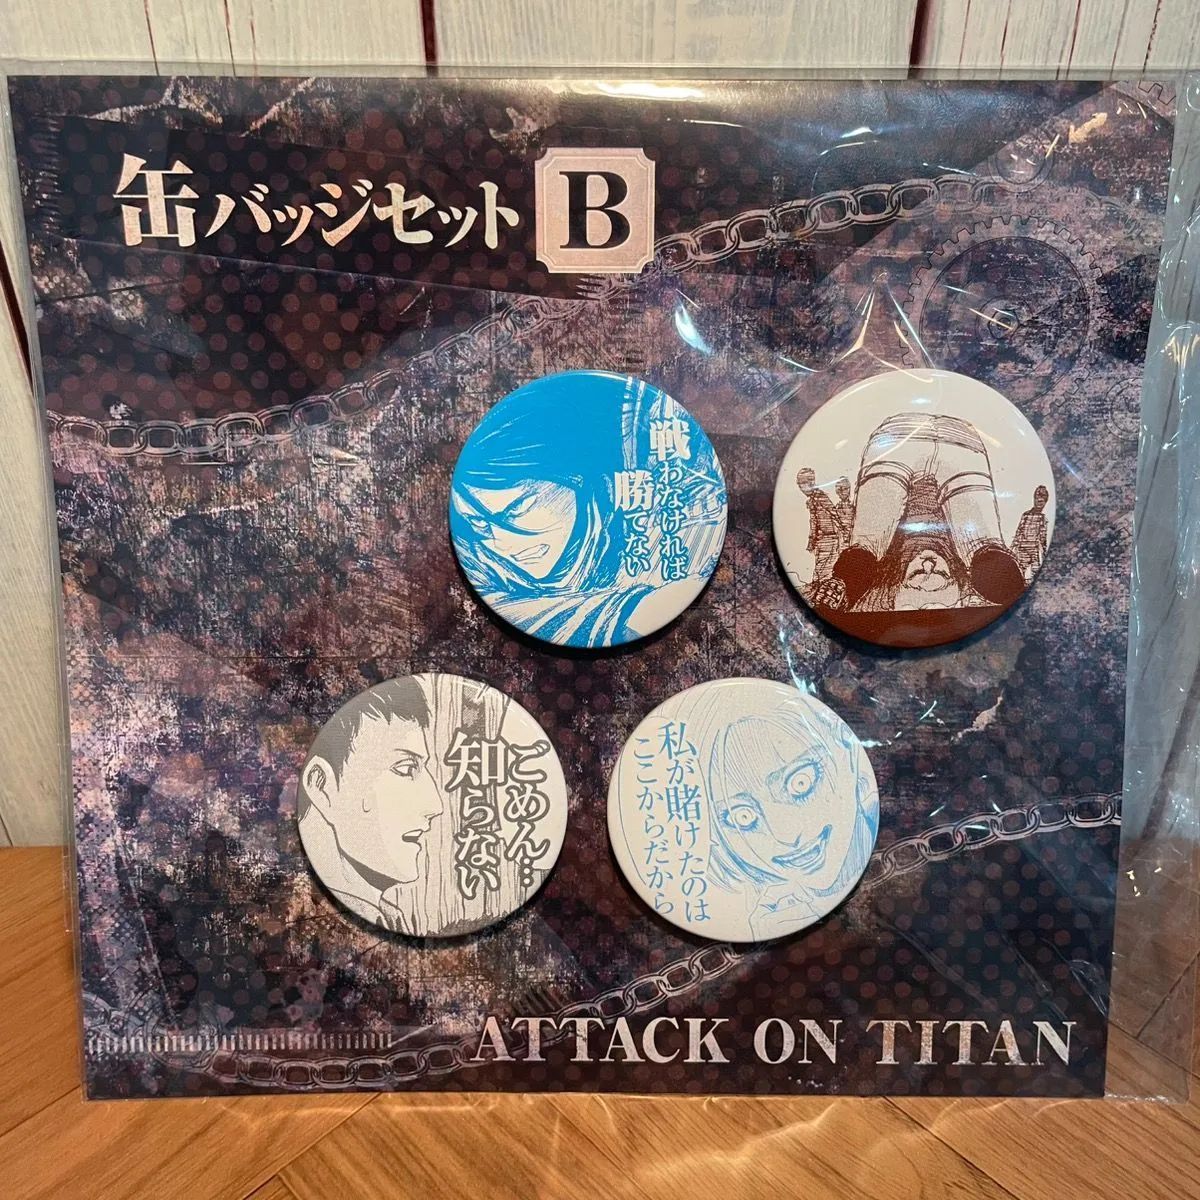 缶バッジセット B
戦わなければ
勝てない
ごめん…
知らない
私が賭けたのは
ここからだから
ATTACK ON TITAN